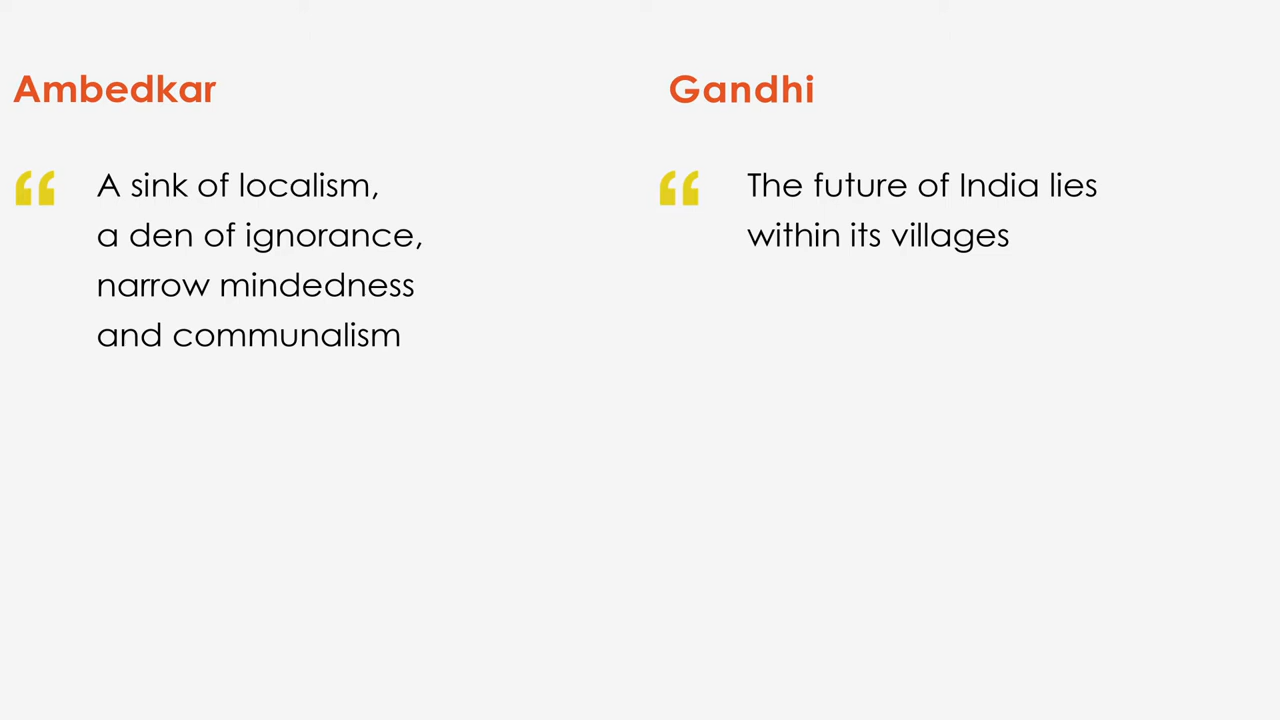 Ambedkar
“ A sink of localism,
a den of ignorance,
narrow mindedness
and communalism
Gandhi
“ The future of India lies
within its villages